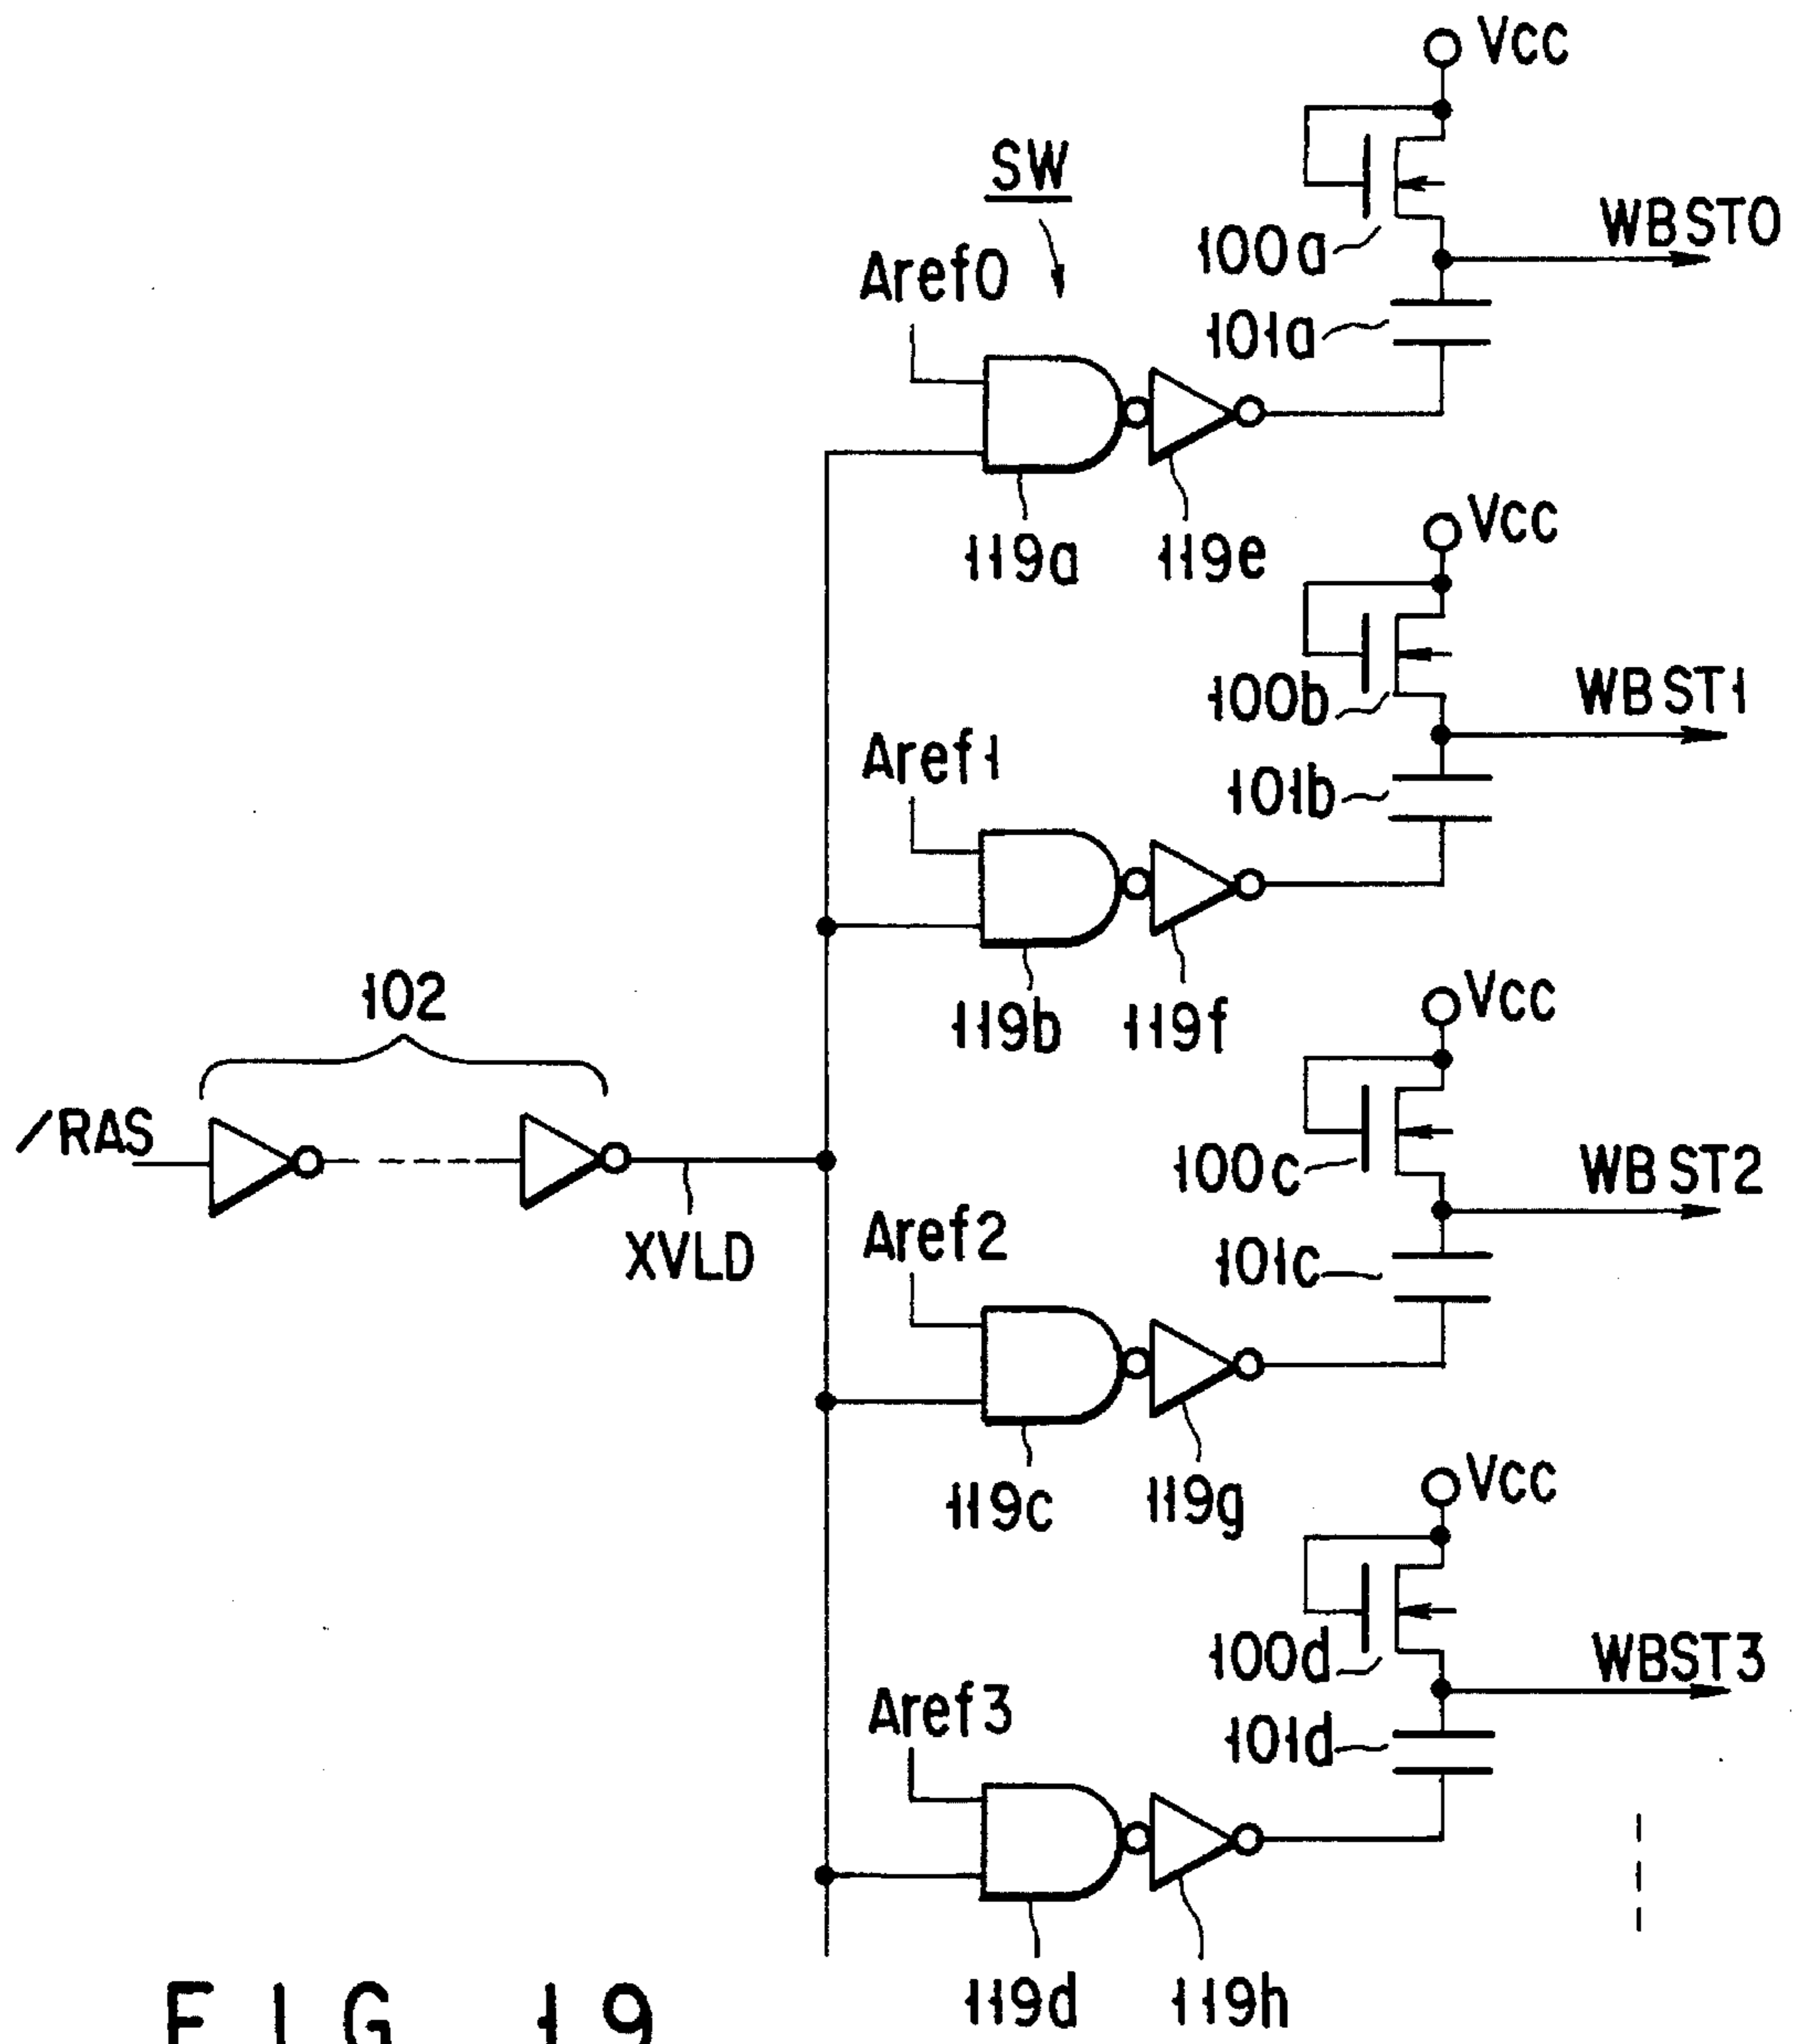 Vcc
SW
100a
WBST0
Aref0
101a
119a
119e
Vcc
100b
WBST1
Aref1
101b
119b
119f
102
Vcc
/RAS
XVLD
100c
WBST2
Aref2
101c
119c
119g
Vcc
100d
WBST3
Aref3
101d
119d
119h
FIG. 19